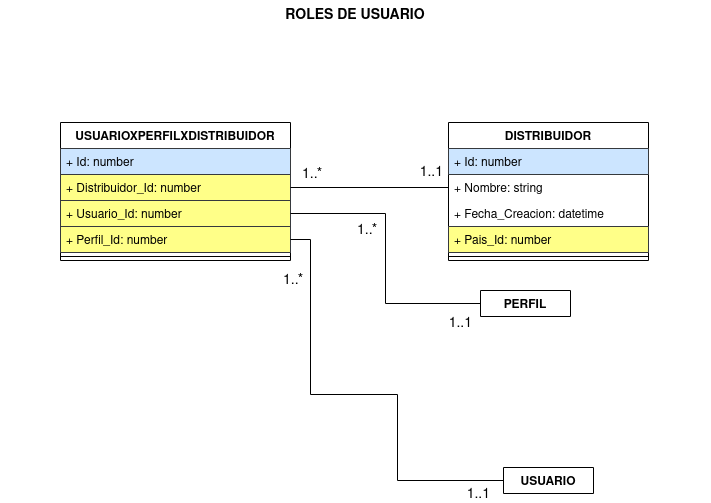 ROLES DE USUARIO
USUARIOXPERFILXDISTRIBUIDOR
+ Id: number
+ Distribuidor_Id: number
+ Usuario_Id: number
+ Perfil_Id: number
1..*
1..1
DISTRIBUIDOR
+ Id: number
+ Nombre: string
+ Fecha_Creacion: datetime
+ Pais_Id: number
1..*
1..*
PERFIL
1..1
USUARIO
1..1